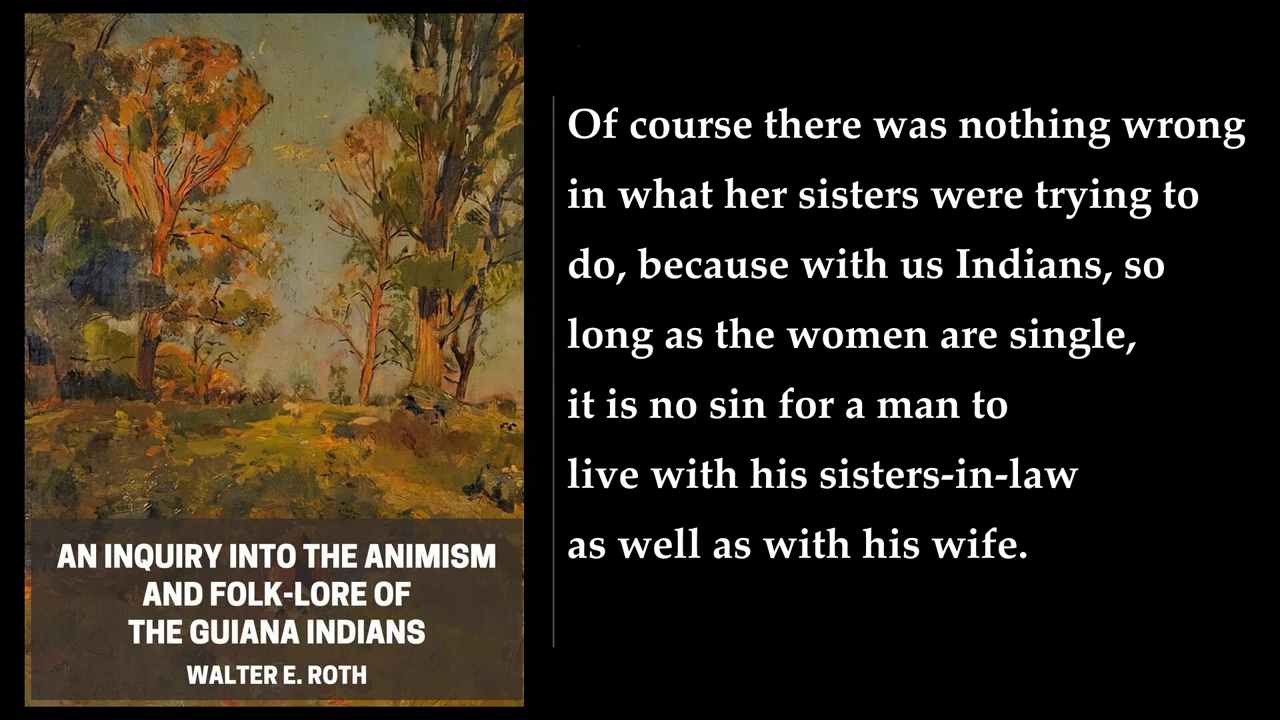 AN INQUIRY INTO THE ANIMISM
AND FOLK-LORE OF
THE GUIANA INDIANS
WALTER E. ROTH
Of course there was nothing wrong
in what her sisters were trying to
do, because with us Indians, so
long as the women are single,
it is no sin for a man to
live with his sisters-in-law
as well as with his wife.